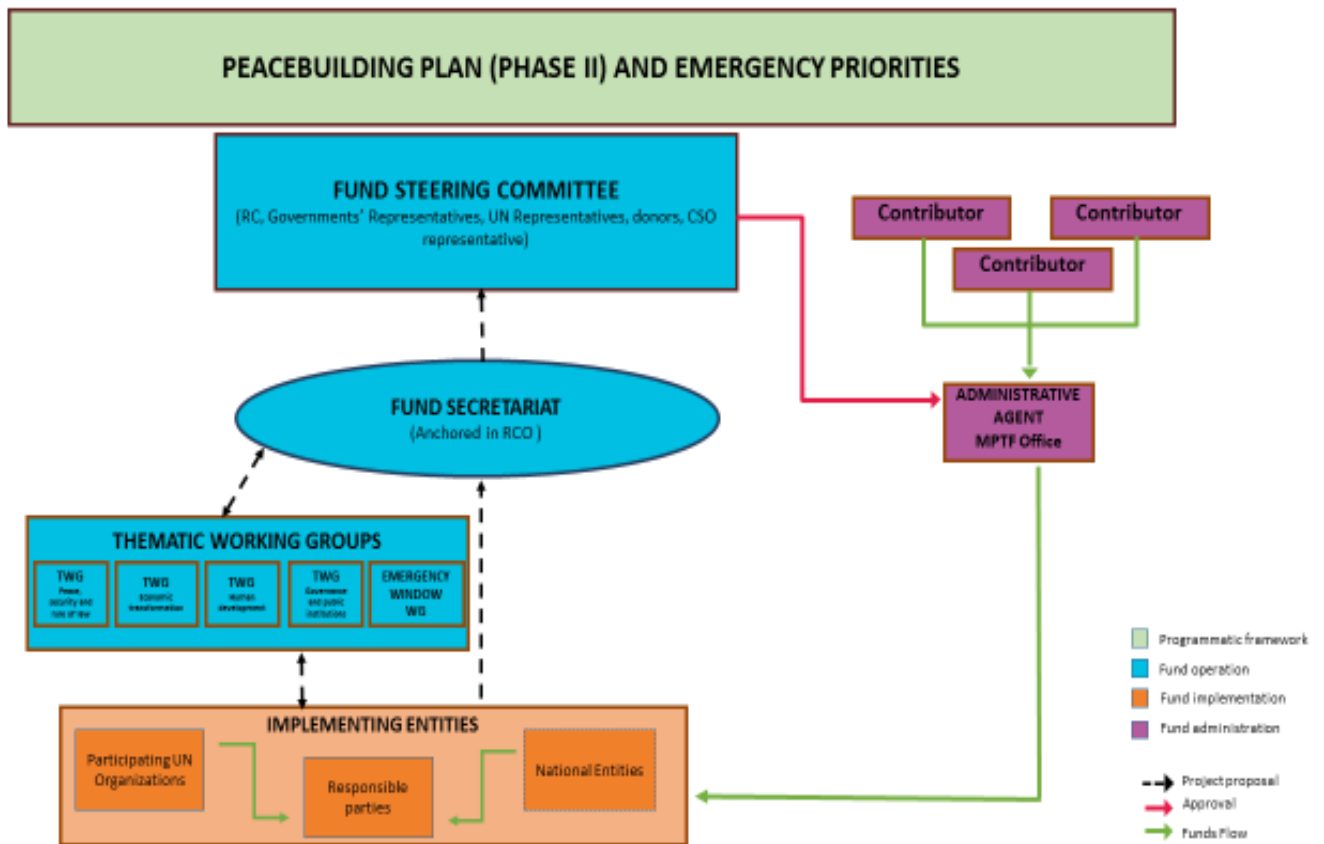 PEACEBUILDING PLAN (PHASE II) AND EMERGENCY PRIORITIES
FUND STEERING COMMITTEE
(RC, Governments' Representatives, UN Representatives, donors, CSO
representative)
Contributor
Contributor
Contributor
FUND SECRETARIAT
(Anchored in RCO )
ADMINISTRATIVE
AGENT
MPTF Office
THEMATIC WORKING GROUPS
TWG
Peace,
security and
rule of law
TWG
Economic
transformation
TWG
Human
development
TWG
Governance
and public
institutions
EMERGENCY
WINDOW
WG
IMPLEMENTING ENTITIES
Participating UN
Organizations
Responsible
parties
National Entities
Programmatic framework
Fund operation
Fund implementation
Fund administration
Project proposal
Approval
Funds Flow